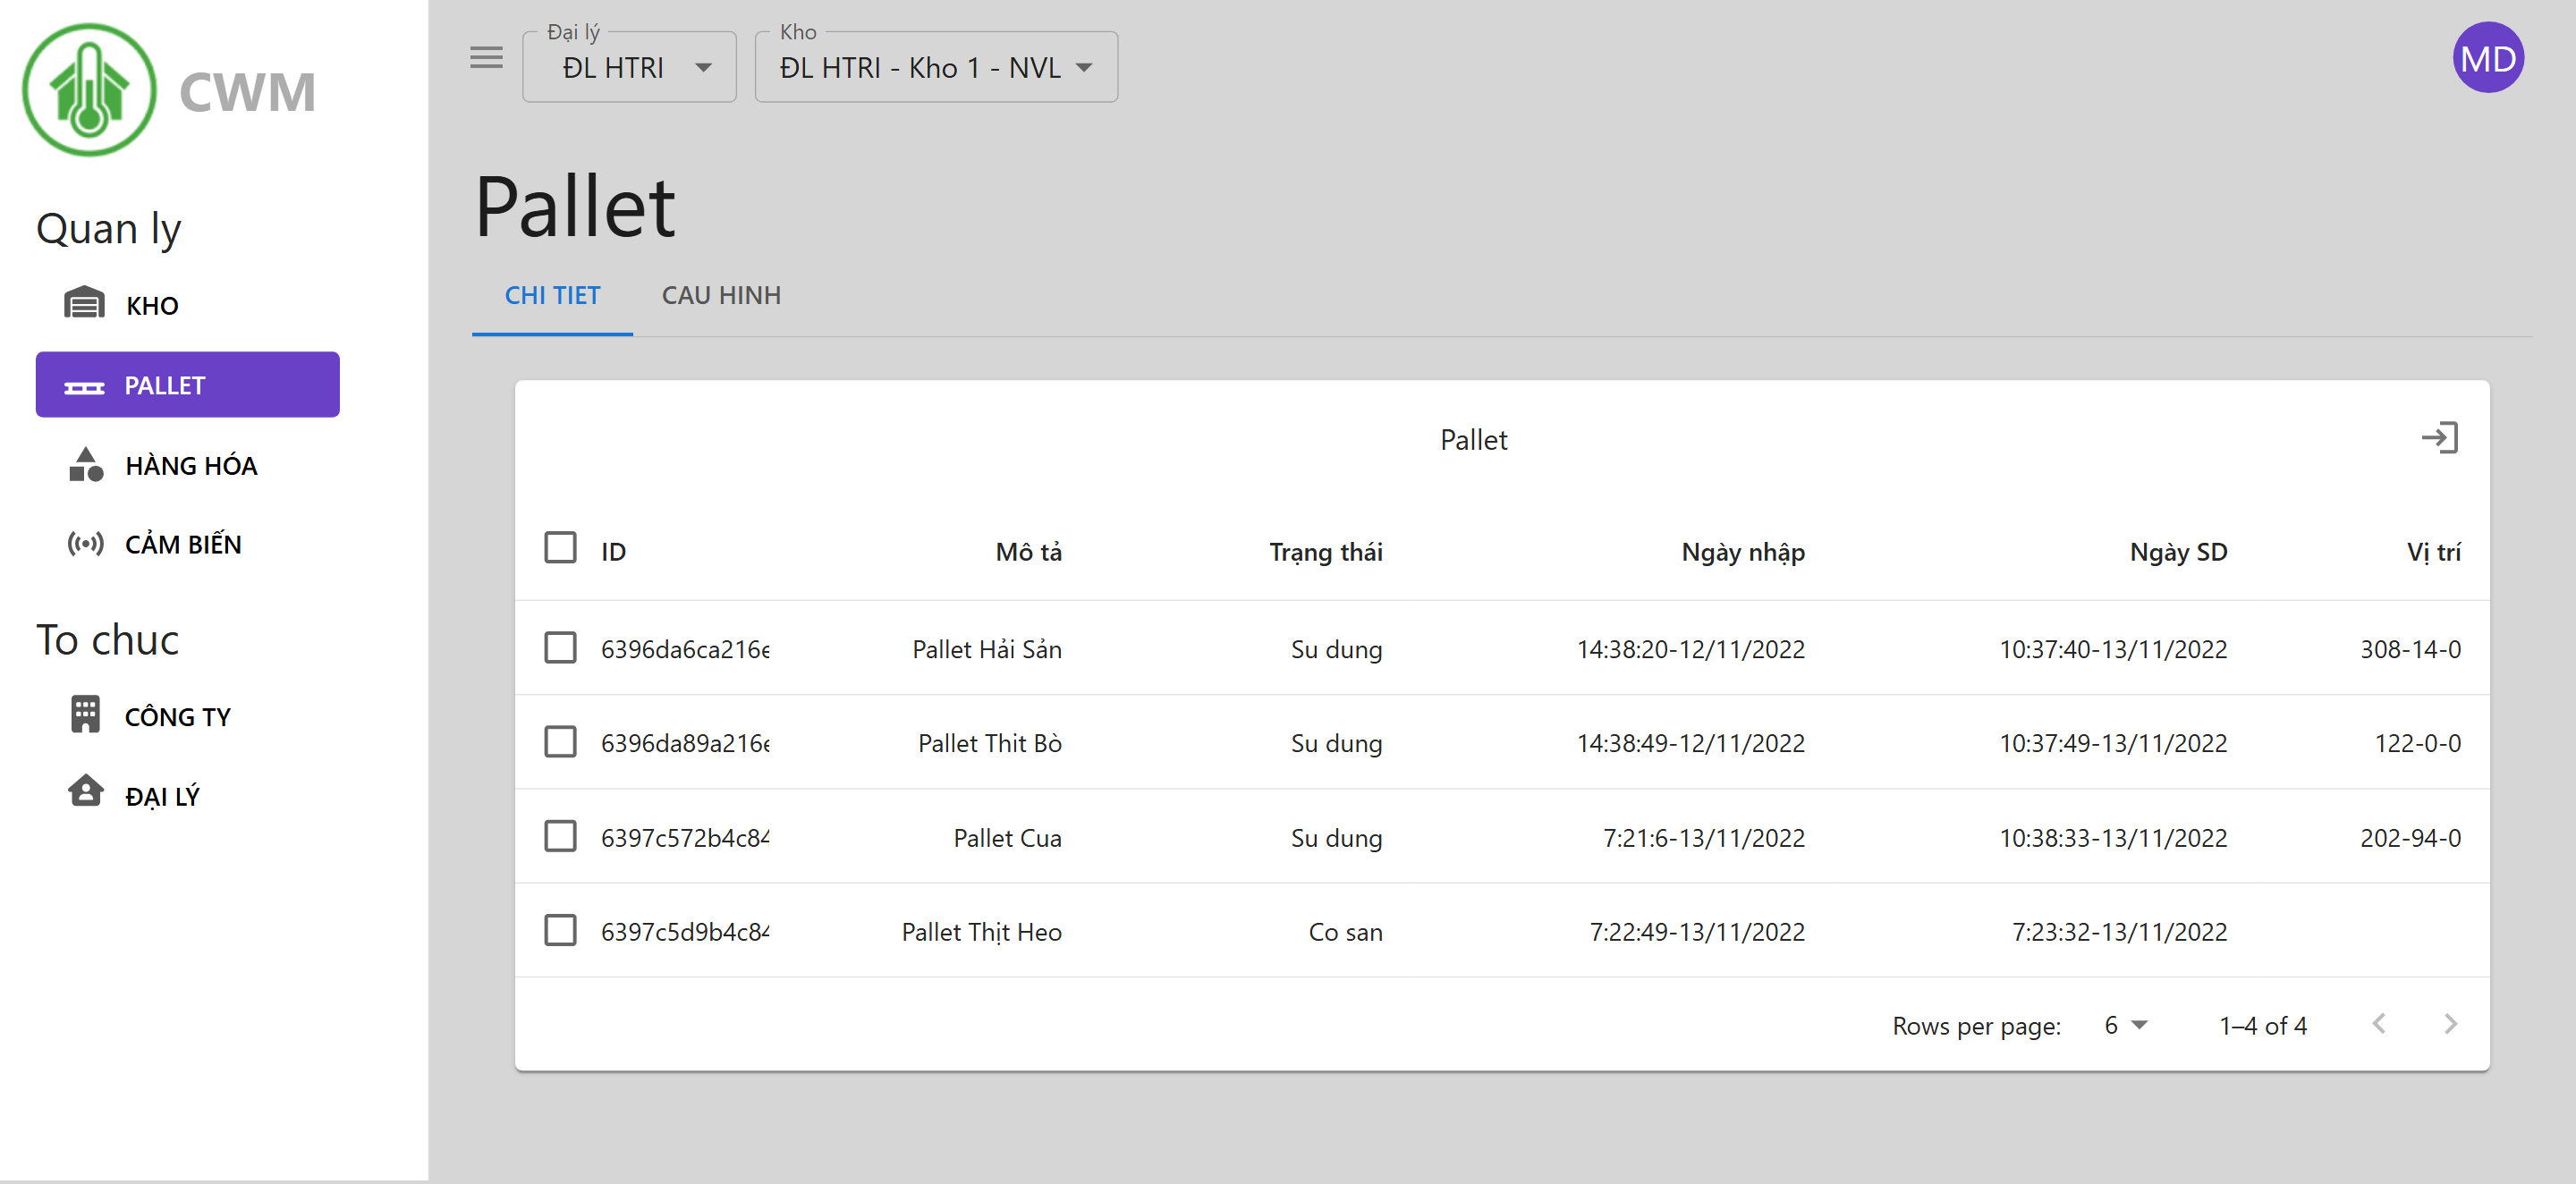 CWM
Quan ly
KHO
PALLET
HÀNG HÓA
CẢM BIẾN
To chuc
CÔNG TY
ĐẠI LÝ
Đại lý
ĐL HTRI
Kho
ĐL HTRI - Kho 1 - NVL
MD
Pallet
CHI TIET CAU HINH
Pallet
ID Mô tả Trạng thái Ngày nhập Ngày SD Vị trí
6396da6ca216e Pallet Hải Sản Su dung 14:38:20-12/11/2022 10:37:40-13/11/2022 308-14-0
6396da89a216e Pallet Thit Bò Su dung 14:38:49-12/11/2022 10:37:49-13/11/2022 122-0-0
6397c572b4c84 Pallet Cua Su dung 7:21:6-13/11/2022 10:38:33-13/11/2022 202-94-0
6397c5d9b4c84 Pallet Thịt Heo Co san 7:22:49-13/11/2022 7:23:32-13/11/2022
Rows per page: 6 1–4 of 4